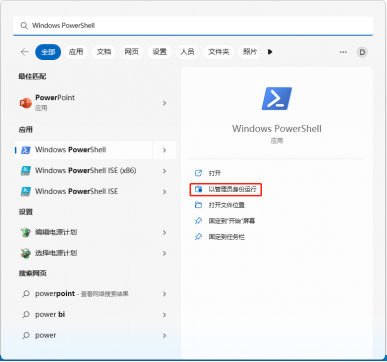 Windows PowerShell
全部 应用 文档 网页 设置 人员 文件夹 照片 D
最佳匹配
PowerPoint
应用
应用
Windows PowerShell
Windows PowerShell ISE (x86)
Windows PowerShell ISE
设置
编辑电源计划
选择电源计划
搜索网页
powerpoint - 查看网络搜索结果
power bi
power
Windows PowerShell
应用
打开
以管理员身份运行
打开文件位置
固定到"开始"屏幕
固定到任务栏